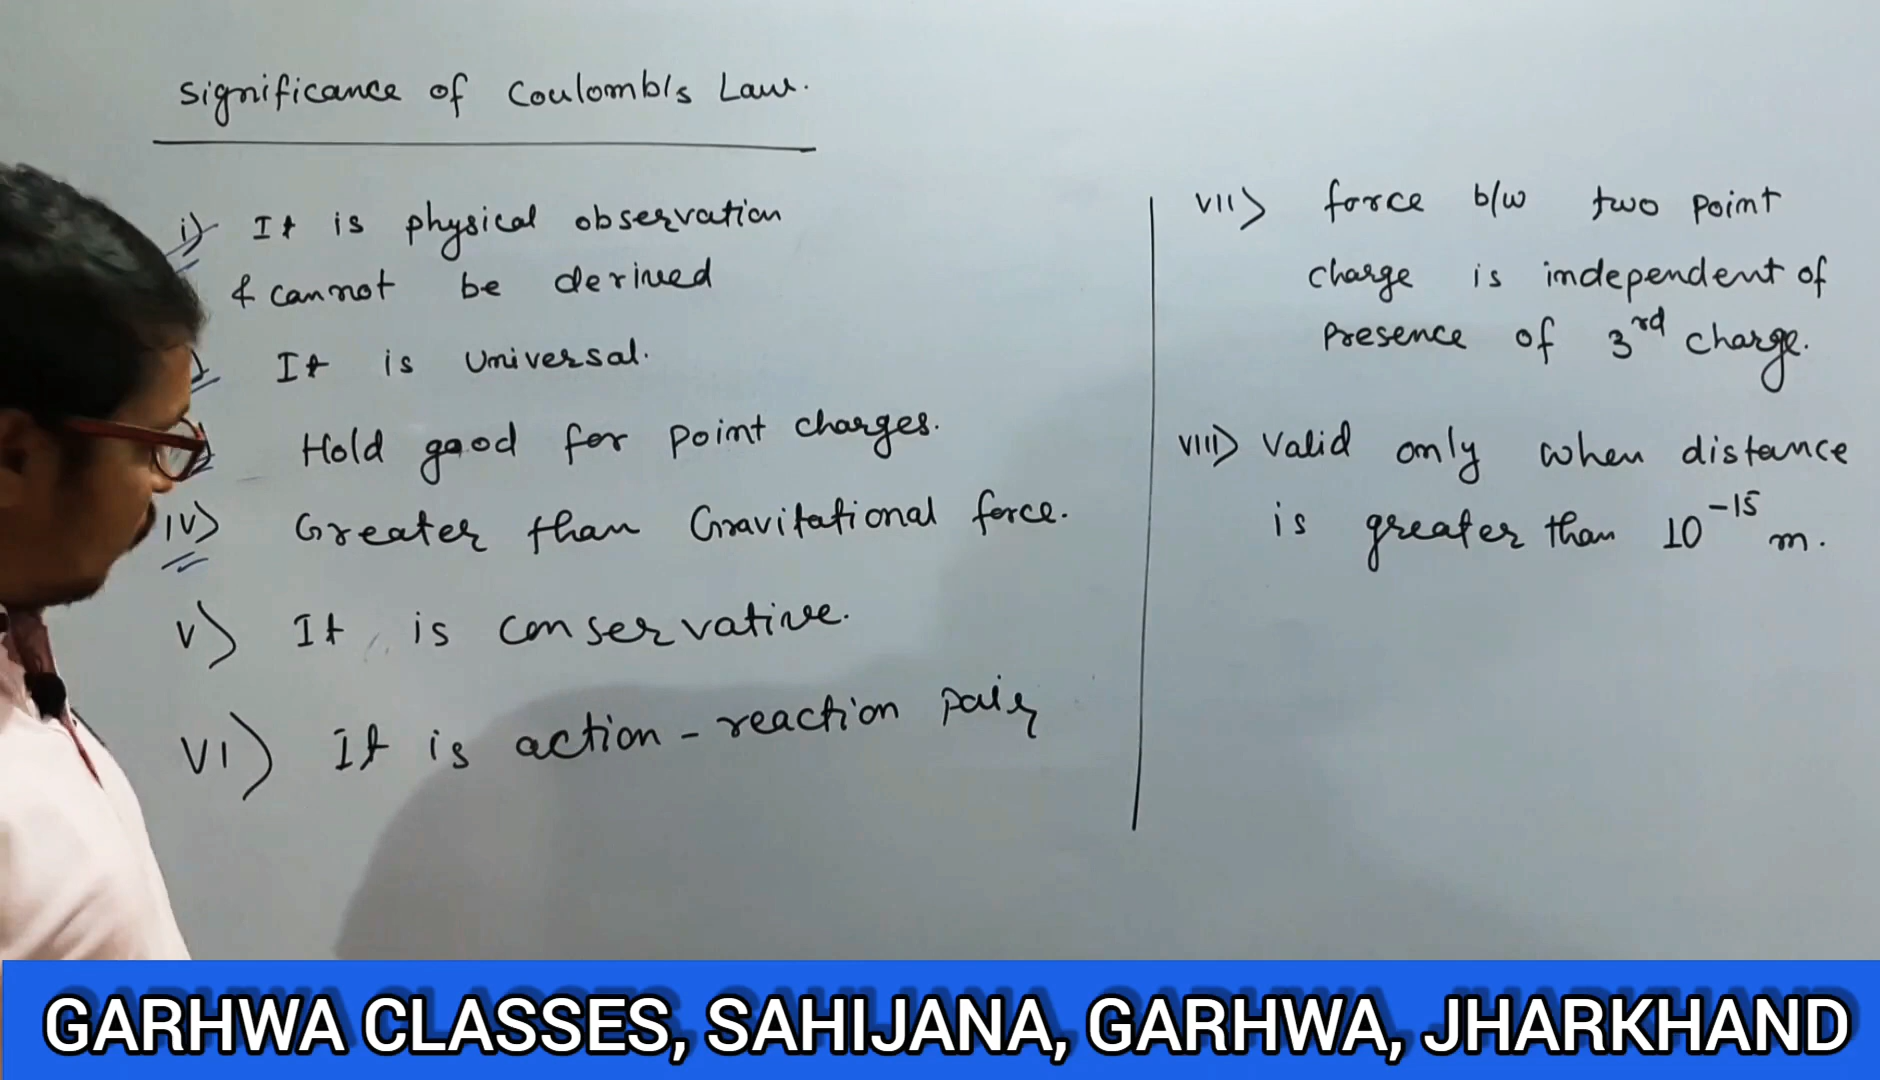 Significance of Coulomb's Law.
i) It is physical observation
& cannot be derived
It is Universal.
Hold good for Point charges.
IV) Greater than Gravitational force.
V) It is conservative.
VI) It is action-reaction pair
VII) force b/w two point
charge is independent of
Presence of 3rd charge.
VIII) Valid only when distance
is greater than 10^-15 m.
GARHWA CLASSES, SAHIJANA, GARHWA, JHARKHAND